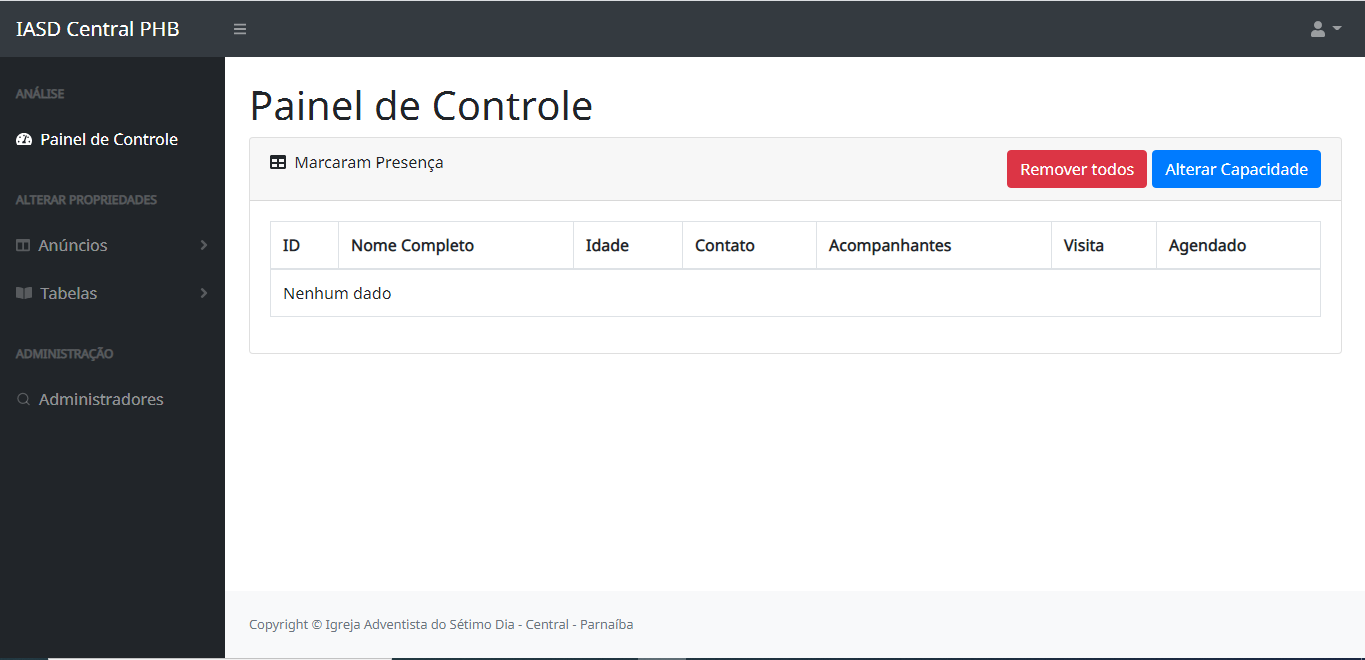 IASD Central PHB
ANÁLISE
Painel de Controle
ALTERAR PROPRIEDADES
Anúncios
Tabelas
ADMINISTRAÇÃO
Administradores
Painel de Controle
Marcaram Presença
Remover todos
Alterar Capacidade
ID Nome Completo Idade Contato Acompanhantes Visita Agendado
Nenhum dado
Copyright © Igreja Adventista do Sétimo Dia - Central - Parnaíba